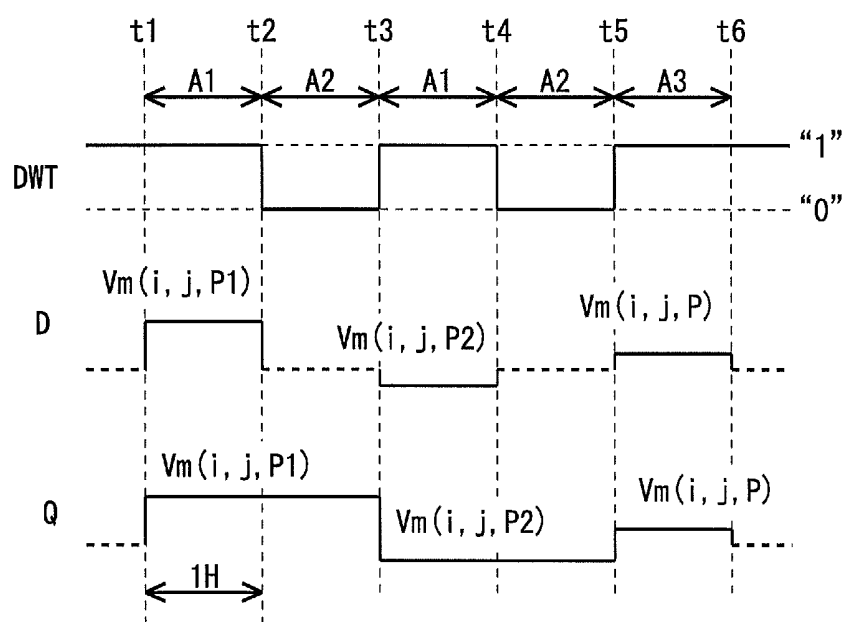 t1 t2 t3 t4 t5 t6
A1 A2 A1 A2 A3
DWT
“1”
“0”
Vm(i, j, P1)
D
Vm(i, j, P2)
Vm(i, j, P)
Vm(i, j, P1)
Q
Vm(i, j, P2)
Vm(i, j, P)
1H